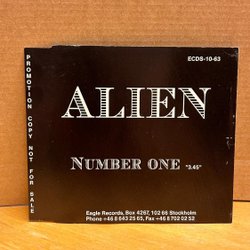 PROMOTION COPY NOT FOR SALE
ECDS-10-63
ALIEN
NUMBER ONE "3.45"
Eagle Records, Box 4267, 102 66 Stockholm
Phone +46 8 643 25 65, Fax +46 8 702 02 52